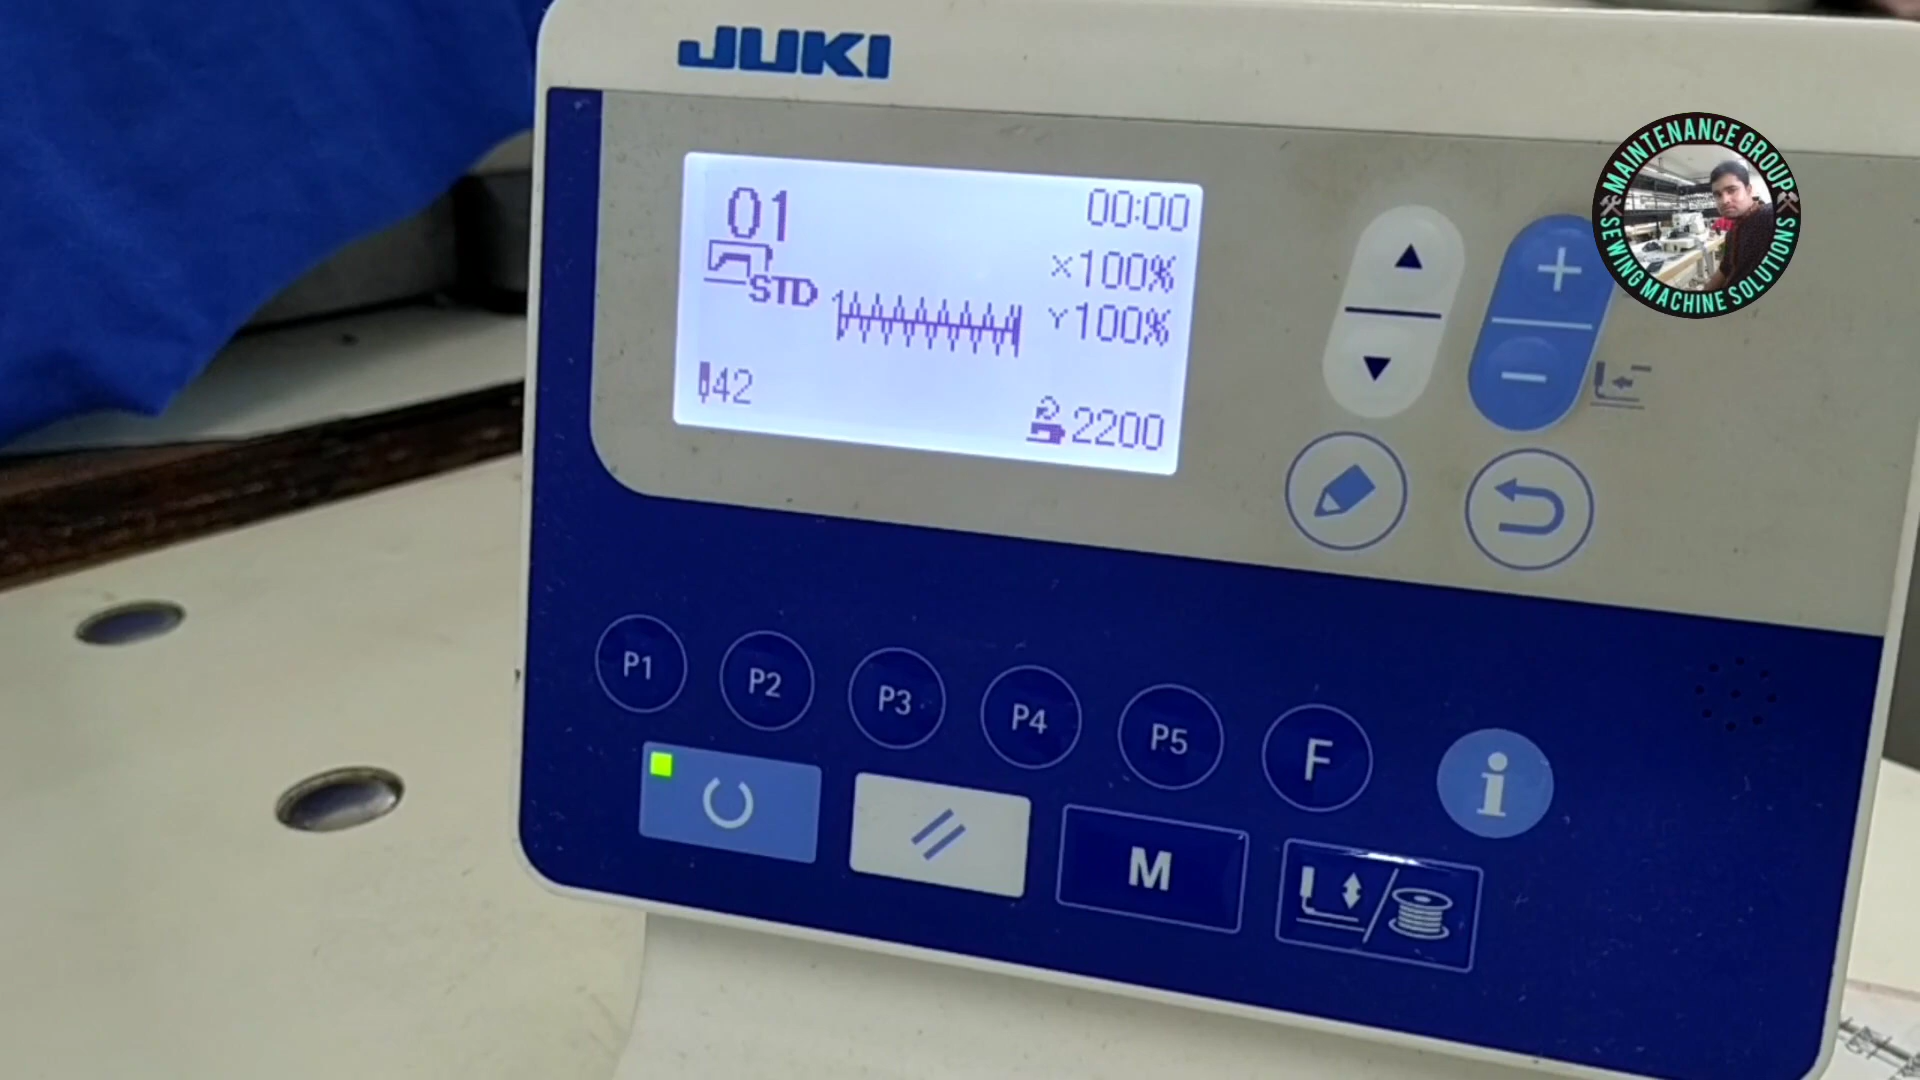 JUKI
MAINTENANCE GROUP
SEWING MACHINE SOLUTIONS
01
00:00
STD
X100%
Y100%
42
2200
P1
P2
P3
P4
P5
F
i
M